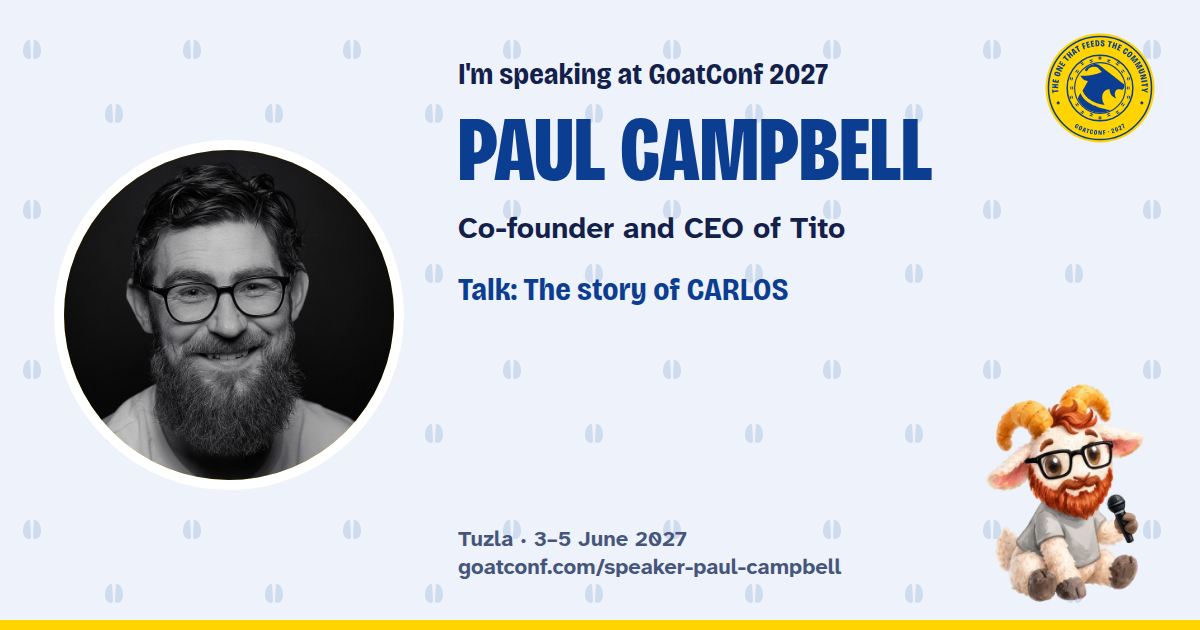 I'm speaking at GoatConf 2027
THE ONE THAT FEEDS THE COMMUNITY
GOATCONF · 2027
PAUL CAMPBELL
Co-founder and CEO of Tito
Talk: The story of CARLOS
Tuzla · 3–5 June 2027
goatconf.com/speaker-paul-campbell